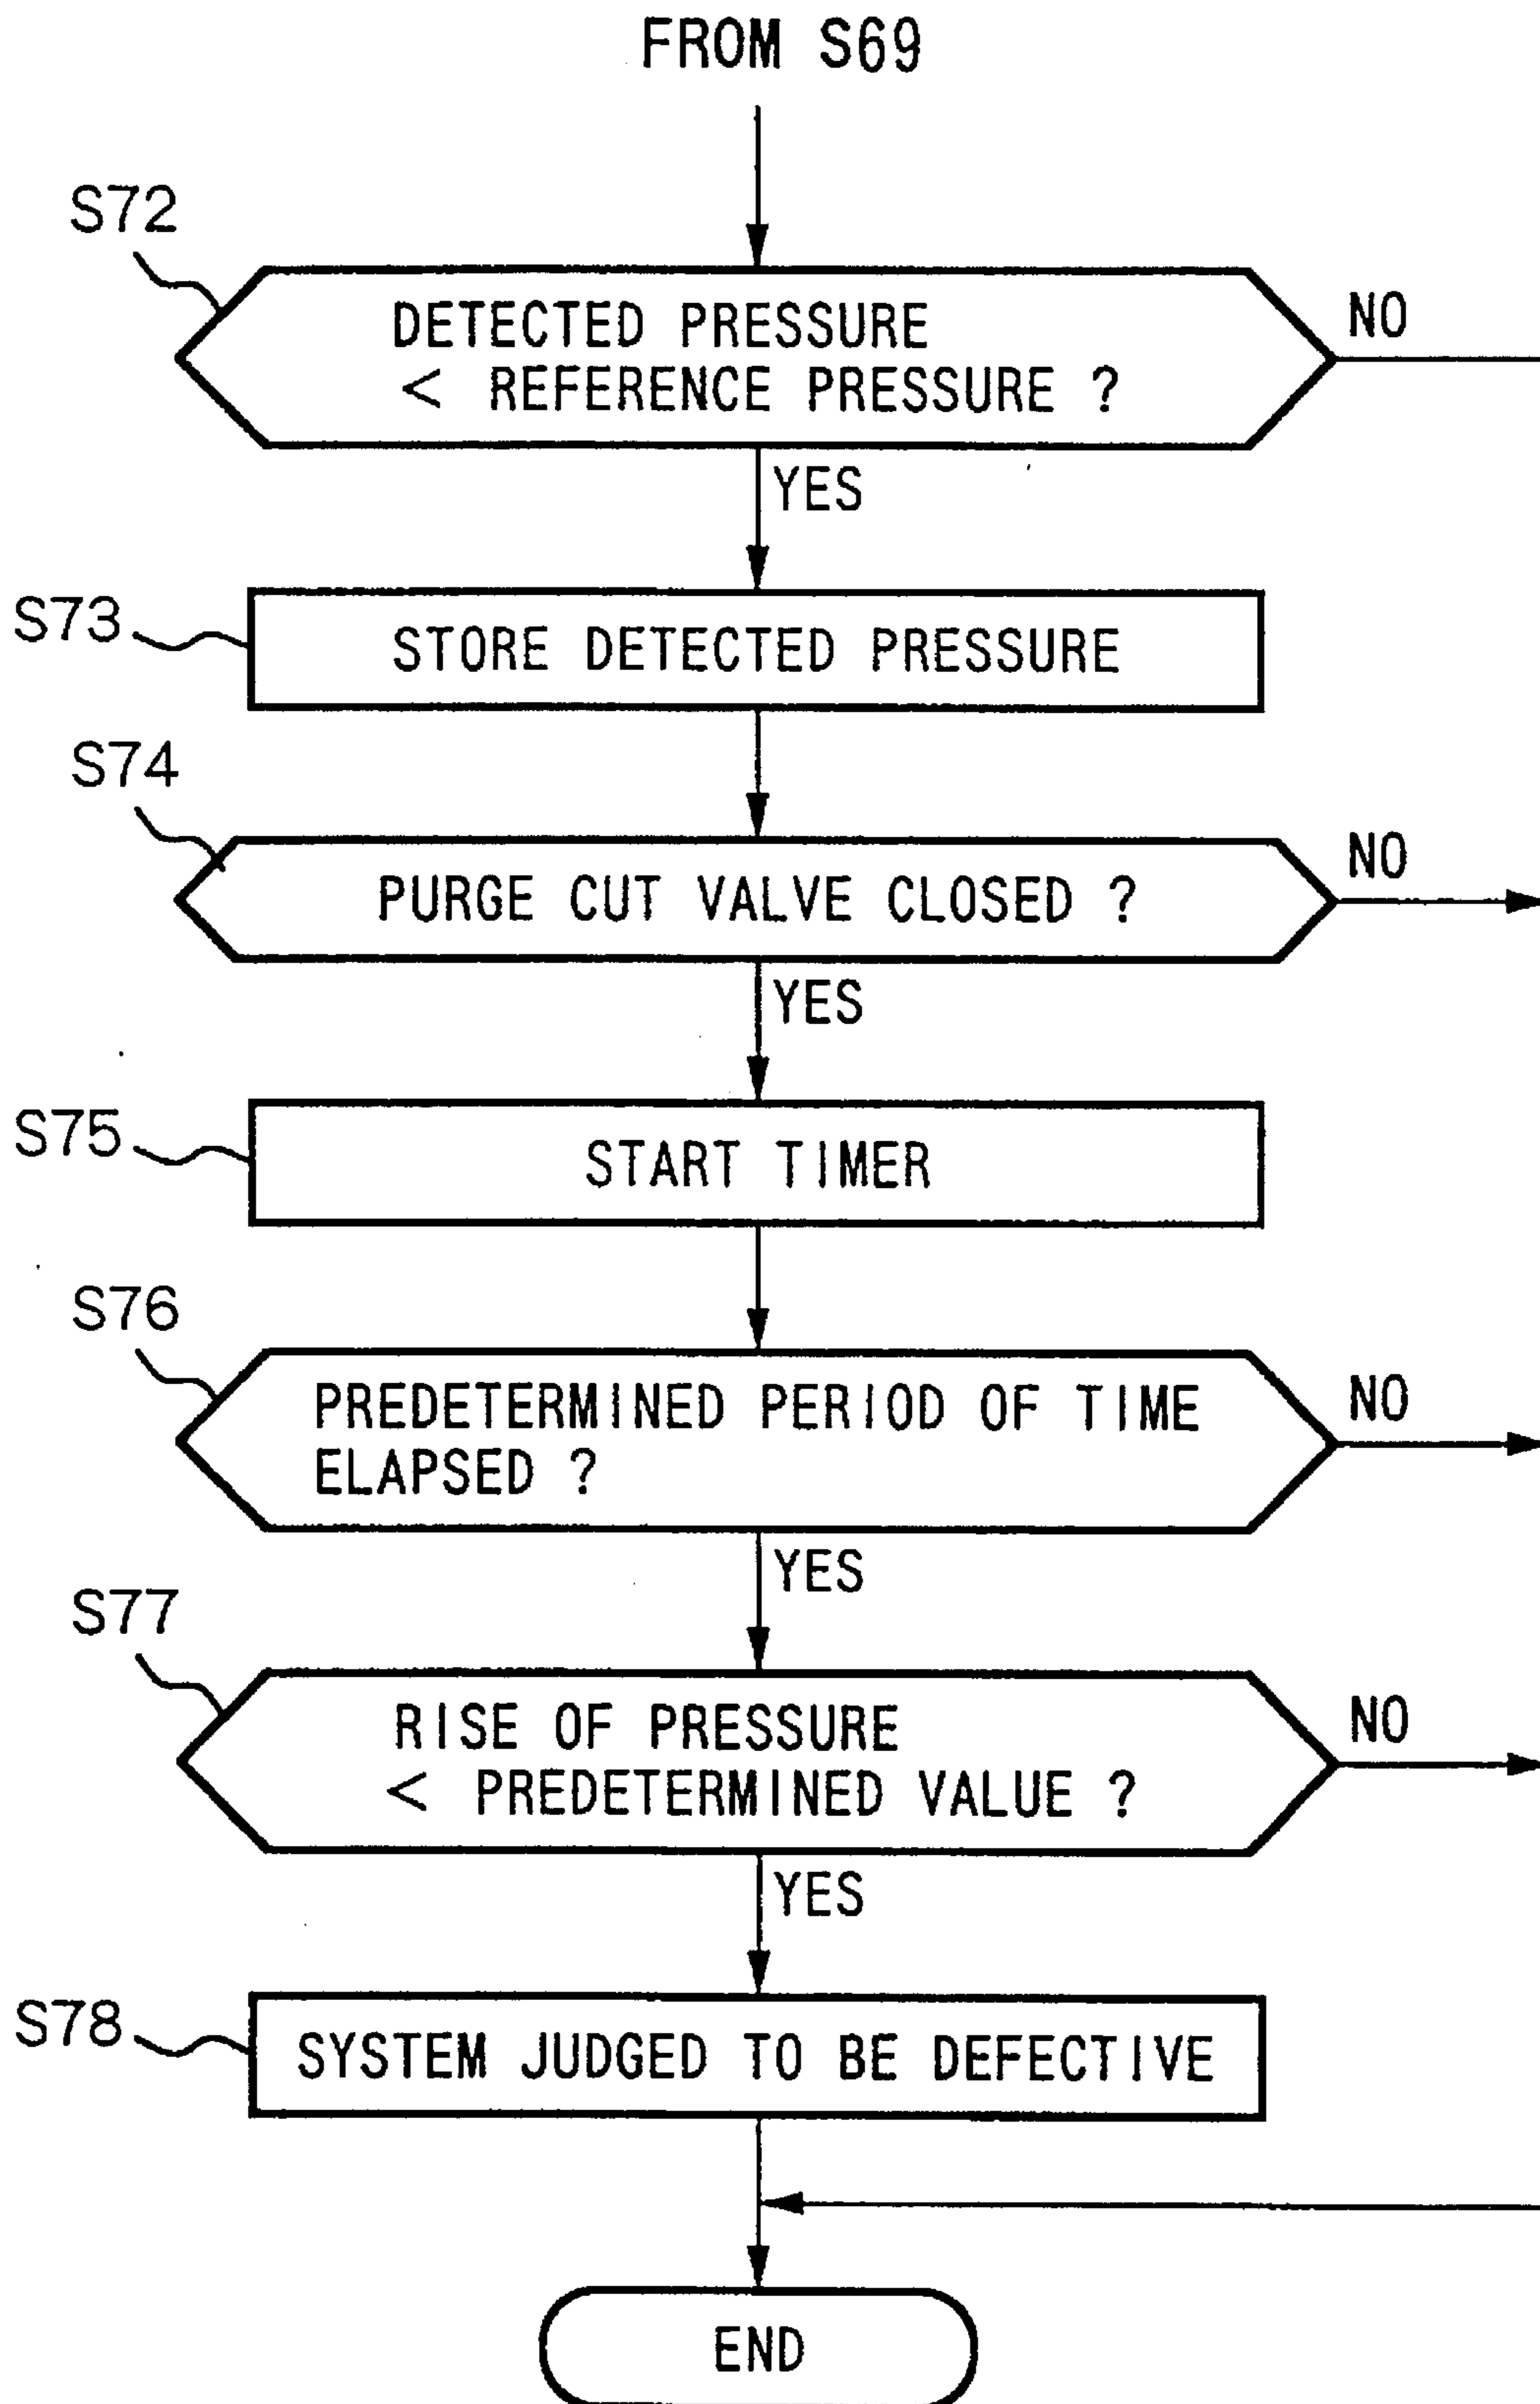 FROM S69
S72
DETECTED PRESSURE
< REFERENCE PRESSURE ?
NO
YES
S73
STORE DETECTED PRESSURE
S74
PURGE CUT VALVE CLOSED ?
NO
YES
S75
START TIMER
S76
PREDETERMINED PERIOD OF TIME
ELAPSED ?
NO
YES
S77
RISE OF PRESSURE
< PREDETERMINED VALUE ?
NO
YES
S78
SYSTEM JUDGED TO BE DEFECTIVE
END